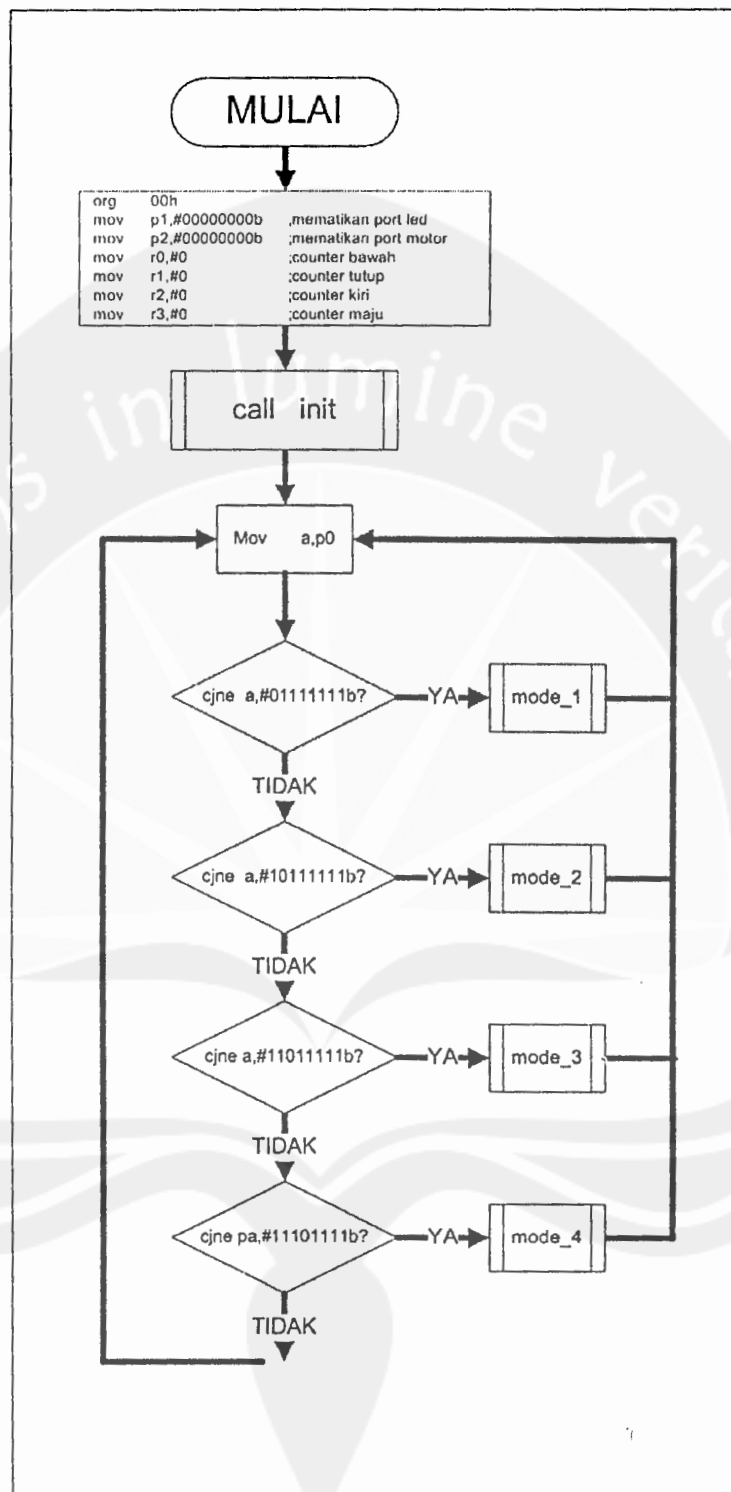 MULAI
org 00h
mov p1,#00000000b ;mematikan port led
mov p2,#00000000b ;mematikan port motor
mov r0,#0 ;counter bawah
mov r1,#0 ;counter tutup
mov r2,#0 ;counter kiri
mov r3,#0 ;counter maju
call init
in lumine
Mov a,p0
cjne a,#01111111b?
YA
mode_1
TIDAK
cjne a,#10111111b?
YA
mode_2
TIDAK
cjne a,#11011111b?
YA
mode_3
TIDAK
cjne pa,#11101111b?
YA
mode_4
TIDAK